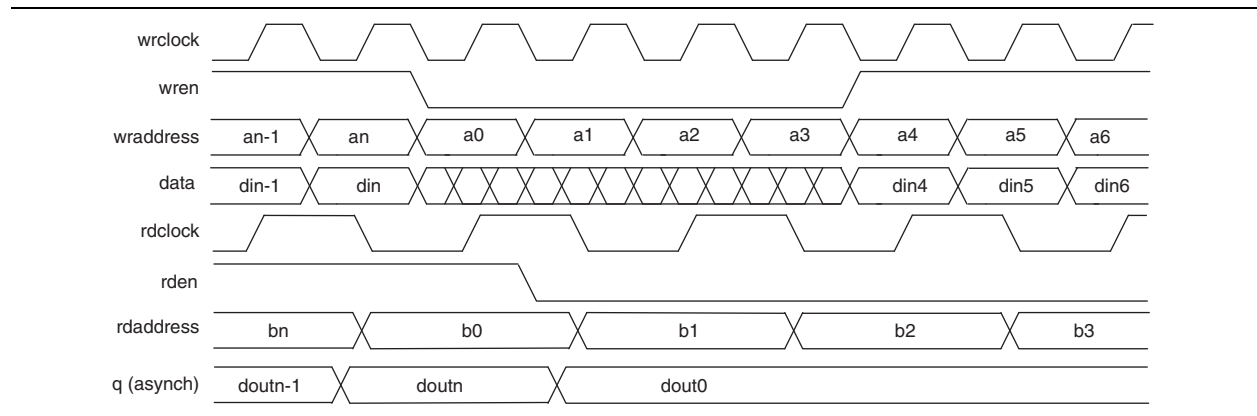 wrclock
wren
wraddress an-1 an a0 a1 a2 a3 a4 a5 a6
data din-1 din din4 din5 din6
rdclock
rden
rdaddress bn b0 b1 b2 b3
q (asynch) doutn-1 doutn dout0